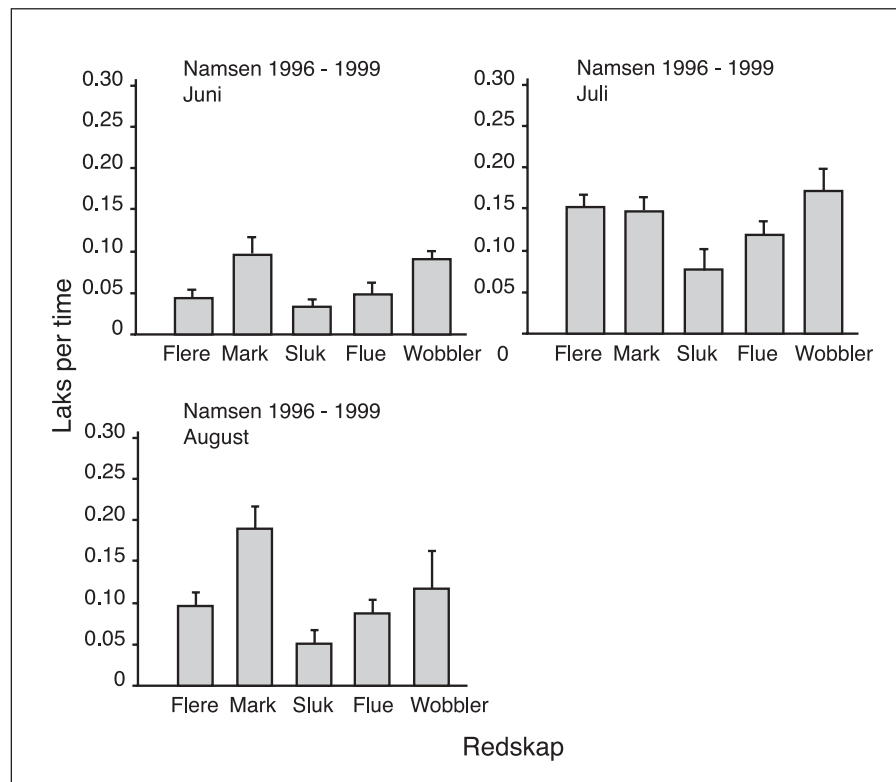 Namsen 1996 - 1999
Juni
0.30
0.25
0.20
0.15
0.10
0.05
0
Flere Mark Sluk Flue Wobbler
Namsen 1996 - 1999
Juli
0.30
0.25
0.20
0.15
0.10
0.05
0
Flere Mark Sluk Flue Wobbler
Laks per time
Namsen 1996 - 1999
August
0.30
0.25
0.20
0.15
0.10
0.05
0
Flere Mark Sluk Flue Wobbler
Redskap